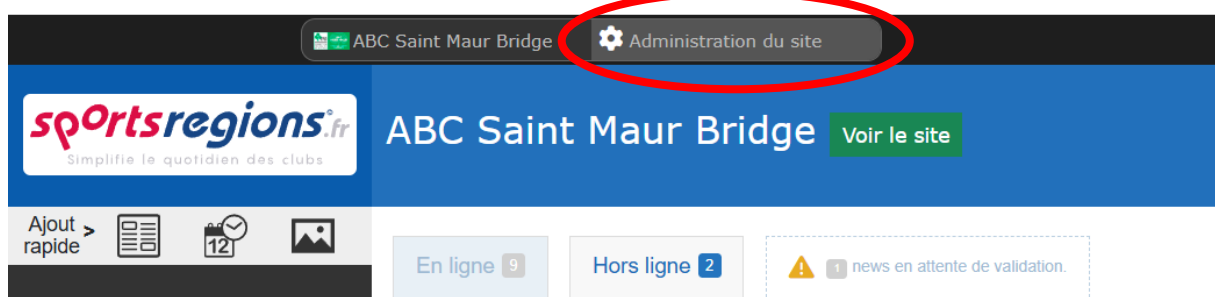 ABC Saint Maur Bridge
Administration du site
sportsregions.fr
Simplifie le quotidien des clubs
ABC Saint Maur Bridge
Voir le site
Ajout >
rapide
12
En ligne 9
Hors ligne 2
1 news en attente de validation.